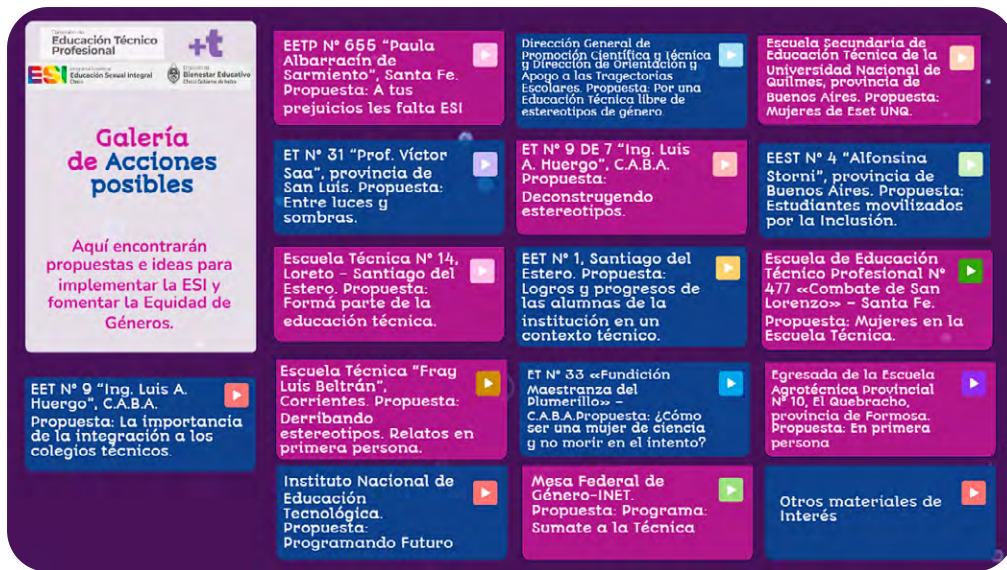 Educación Técnico
Profesional
+t
ESI
Educación Sexual Integral
Bienestar Educativo
Galería
de Acciones
posibles
Aquí encontrarán
propuestas e ideas para
implementar la ESI y
fomentar la Equidad de
Géneros.
EET N° 9 "Ing. Luis A.
Huergo", C.A.B.A.
Propuesta: La importancia
de la integración a los
colegios técnicos.
EETP N° 655 "Paula
Albarracín de
Sarmiento", Santa Fe.
Propuesta: A tus
prejuicios les falta ESI
Dirección General de
Promoción Científica y Técnica
y Dirección de Orientación y
Apogo a las Trayectorias
Escolares. Propuesta: Por una
Educación Técnica libre de
estereotipos de género
Escuela Secundaria de
Educación Técnica de la
Universidad Nacional de
Quilmes, provincia de
Buenos Aires. Propuesta:
Mujeres de Eset UNQ.
ET N° 31 "Prof. Víctor
Saa", provincia de
San Luis. Propuesta:
Entre luces y
sombras.
ET N° 9 DE 7 "Ing. Luis
A. Huergo", C.A.B.A.
Propuesta:
Deconstruyendo
estereotipos.
EEST N° 4 "Alfonsina
Storni", provincia de
Buenos Aires. Propuesta:
Estudiantes movilizados
por la Inclusión.
Escuela Técnica N° 14,
Loreto - Santiago del
Estero. Propuesta:
Formá parte de la
educación técnica.
EET N° 1, Santiago del
Estero. Propuesta:
Logros y progresos de
las alumnas de la
institución en un
contexto técnico.
Escuela de Educación
Técnico Profesional N°
477 «Combate de San
Lorenzo» - Santa Fe.
Propuesta: Mujeres en la
Escuela Técnica.
Escuela Técnica "Fray
Luis Beltrán",
Corrientes. Propuesta:
Derribando
estereotipos. Relatos en
primera persona.
ET N° 33 «Fundición
Maestranza del
Plumerillo» -
C.A.B.A.Propuesta: ¿Cómo
ser una mujer de ciencia
y no morir en el intento?
Egresada de la Escuela
Agrotécnica Provincial
N° 10, El Quebracho,
provincia de Formosa.
Propuesta: En primera
persona
Instituto Nacional de
Educación
Tecnológica.
Propuesta:
Programando Futuro
Mesa Federal de
Género-INET.
Propuesta: Programa:
Sumate a la Técnica
Otros materiales de
Interés